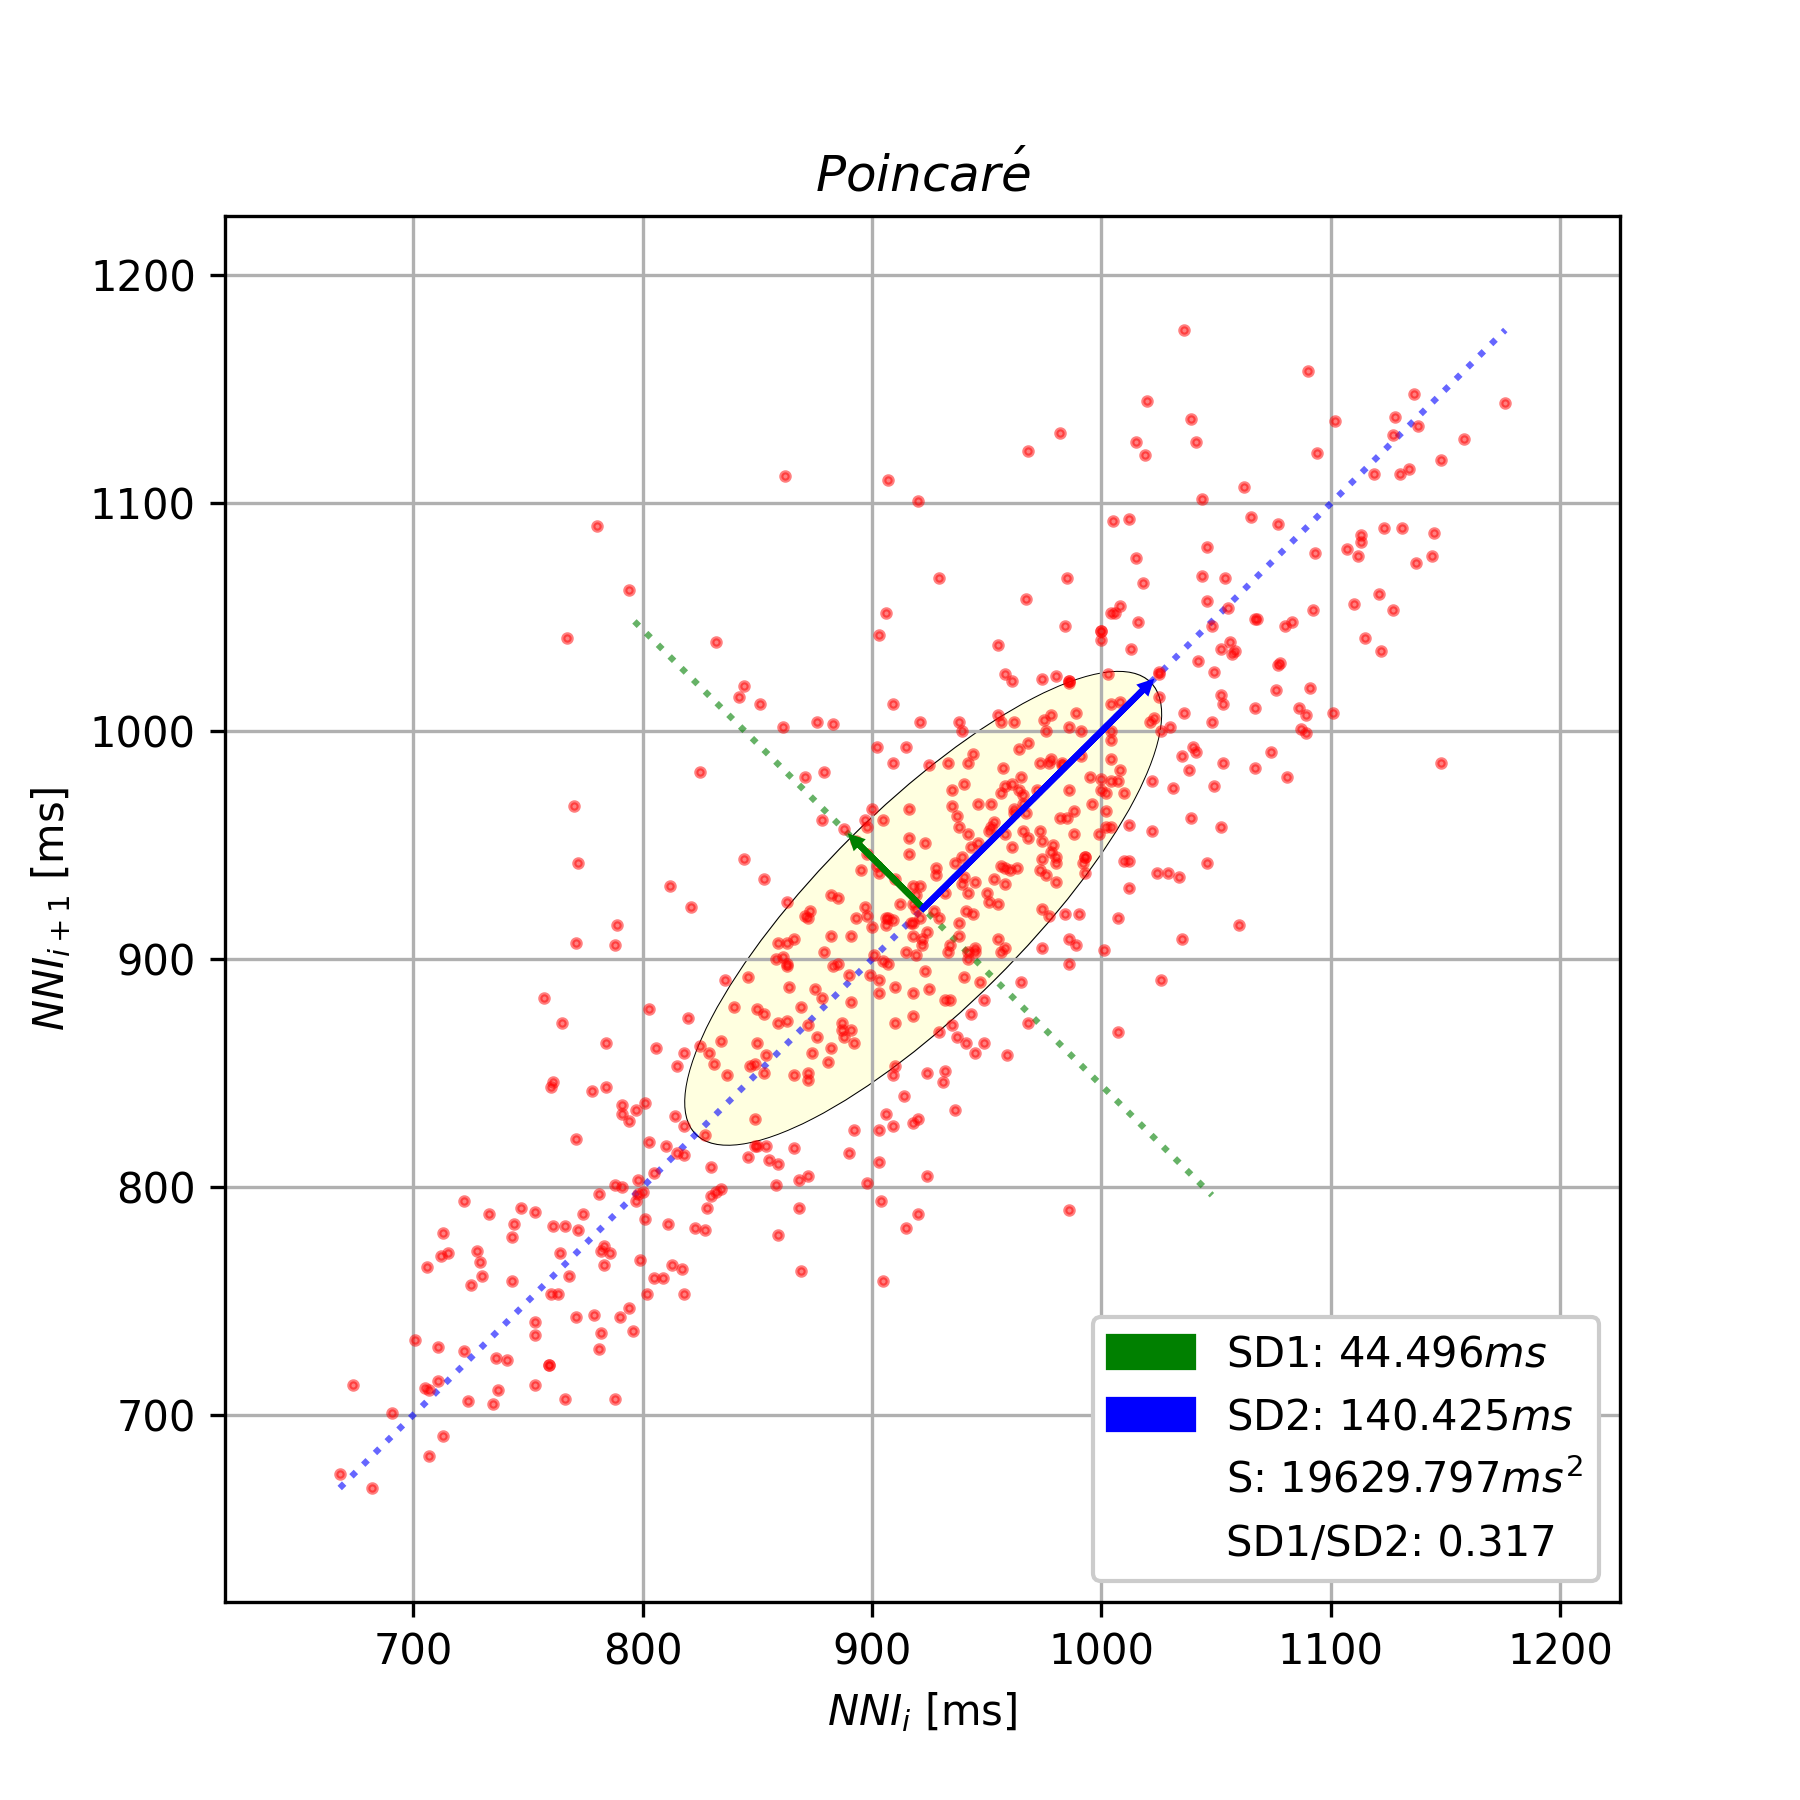 Poincaré
NNI_{i+1} [ms]
1200
1100
1000
900
800
700
SD1: 44.496ms
SD2: 140.425ms
S: 19629.797ms²
SD1/SD2: 0.317
700 800 900 1000 1100 1200
NNI_i [ms]